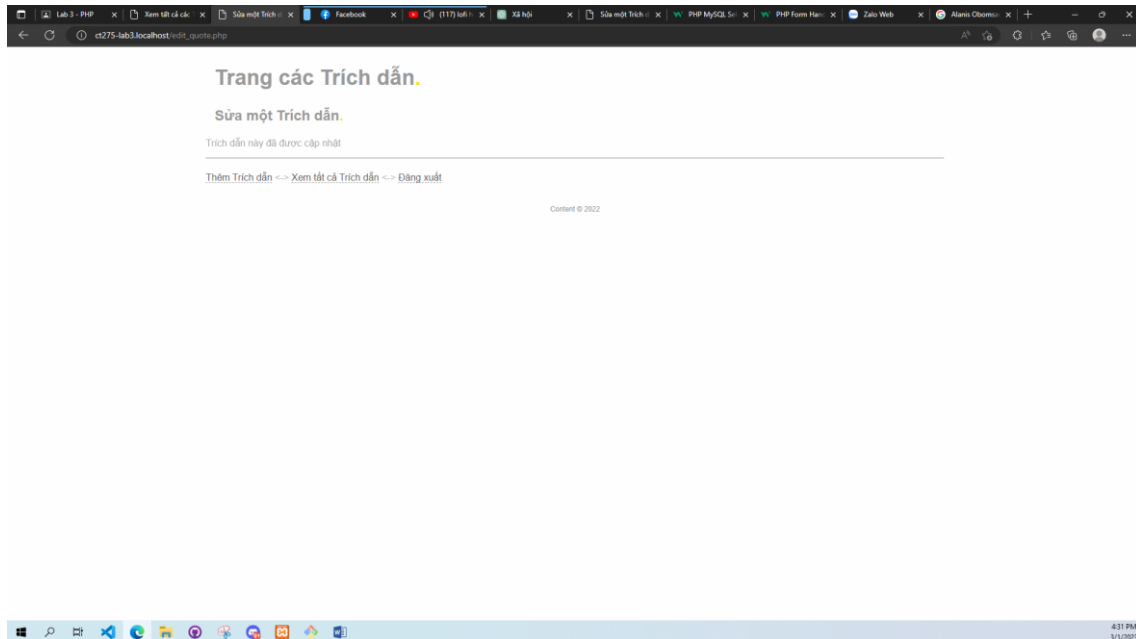 Lab 3 - PHP
Xem tất cả các
Sửa một Trích d
Facebook
(117) lofi h
Xã hội
Sửa một Trích d
PHP MySQL Sel
PHP Form Hand
Zalo Web
Alanis Obomsa
ct275-lab3.localhost/edit_quote.php
Trang các Trích dẫn.
Sửa một Trích dẫn.
Trích dẫn này đã được cập nhật
Thêm Trích dẫn <-> Xem tất cả Trích dẫn <-> Đăng xuất
Content © 2022
4:31 PM